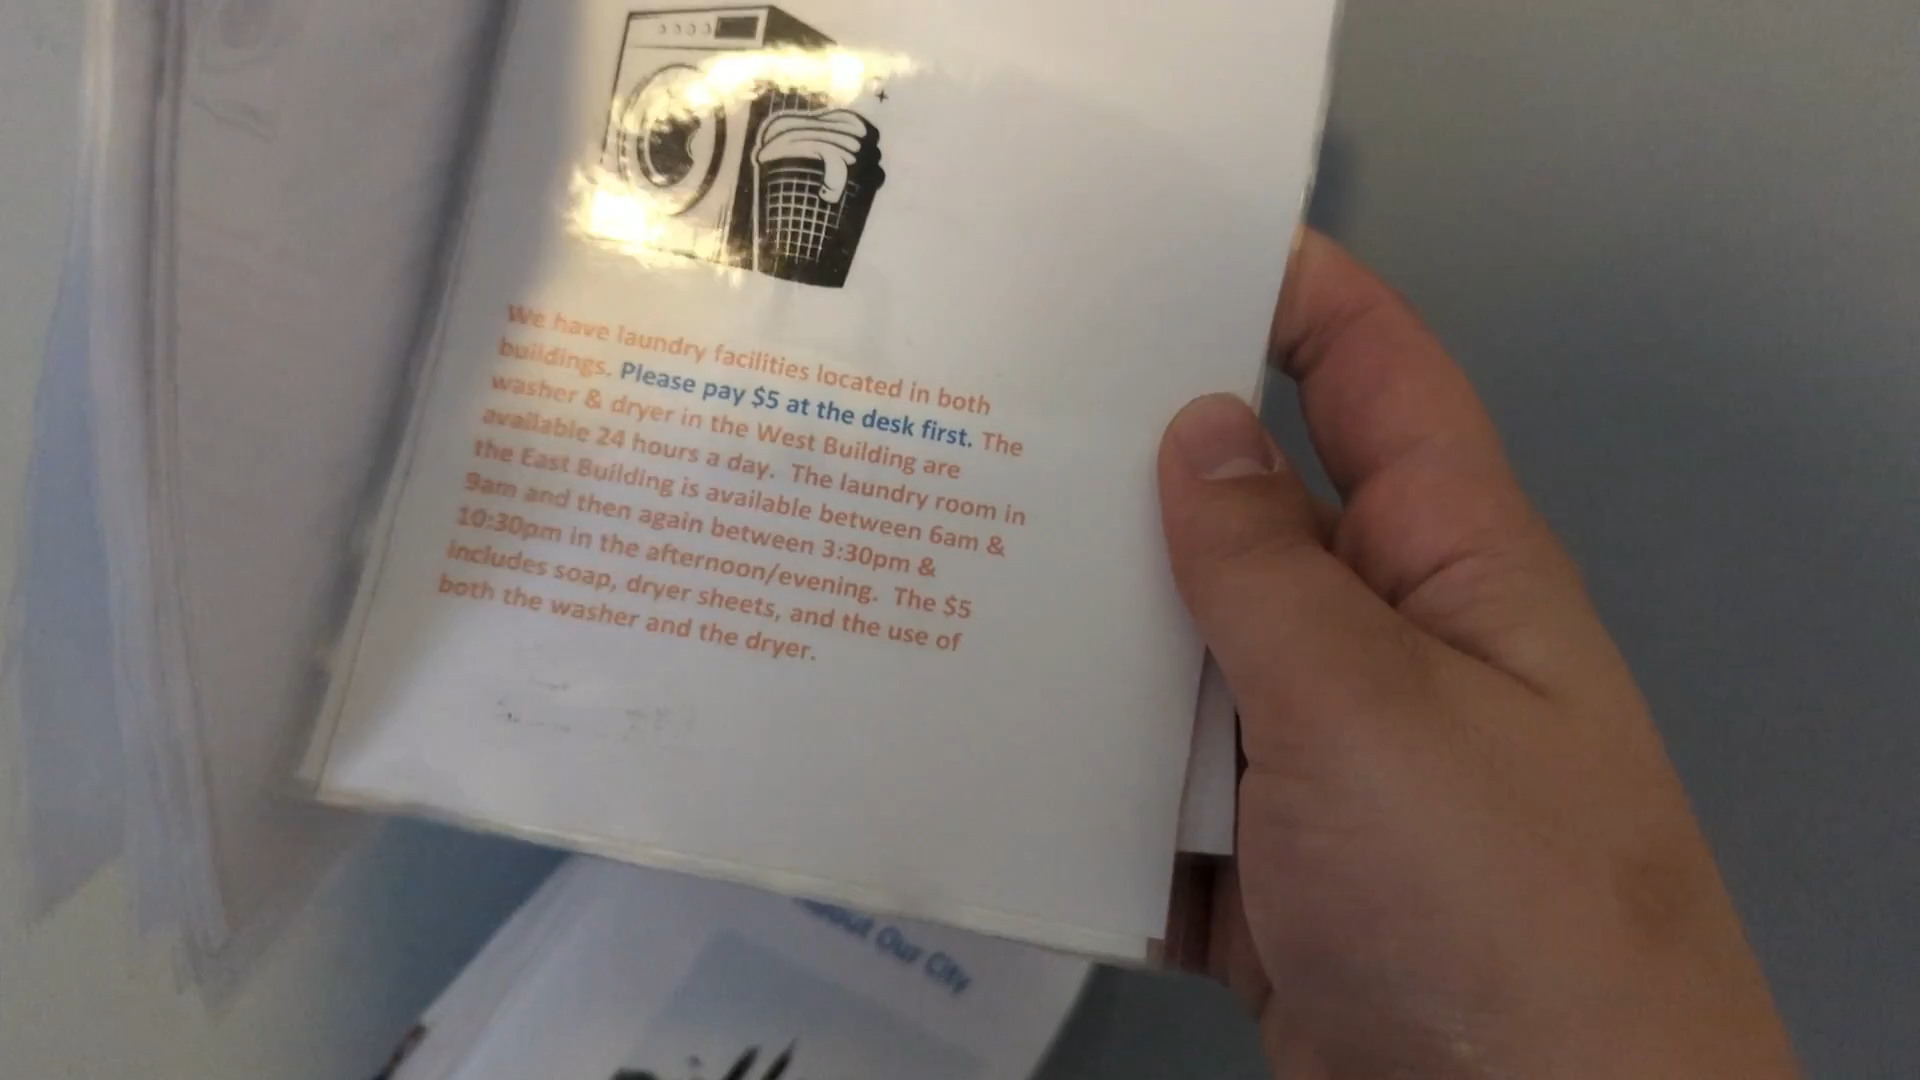 We have laundry facilities located in both
buildings. Please pay $5 at the desk first. The
washer & dryer in the West Building are
available 24 hours a day. The laundry room in
the East Building is available between 6am &
9am and then again between 3:30pm &
10:30pm in the afternoon/evening. The $5
includes soap, dryer sheets, and the use of
both the washer and the dryer.
About Our City